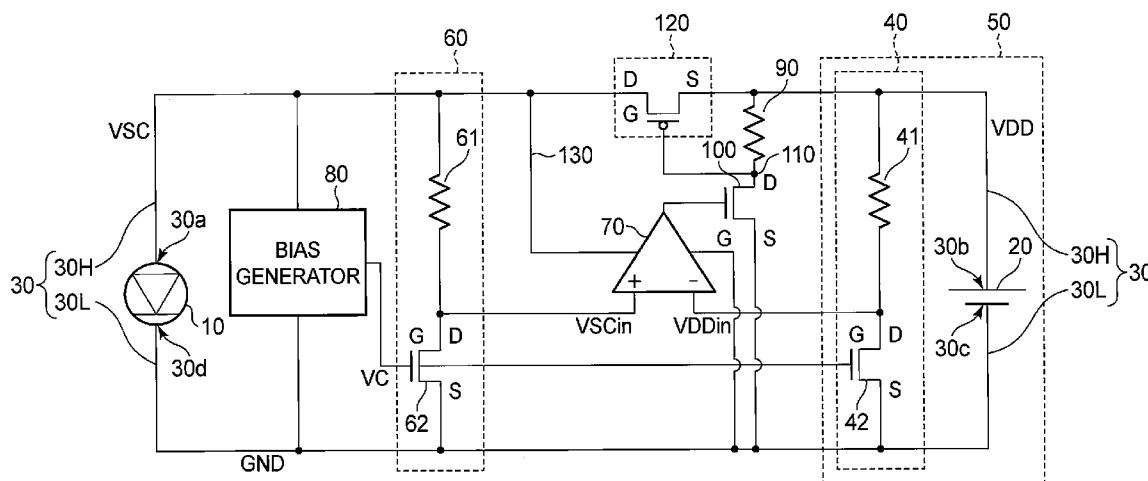 60
120
40
50
D
S
90
VSC
G
VDD
61
130
100
110
41
80
D
30a
70
30b
20
30
30H
BIAS
GENERATOR
G
S
30H
30
30L
10
+
−
30L
VSCin
VDDin
30c
30d
G
D
G
D
VC
S
S
62
42
GND